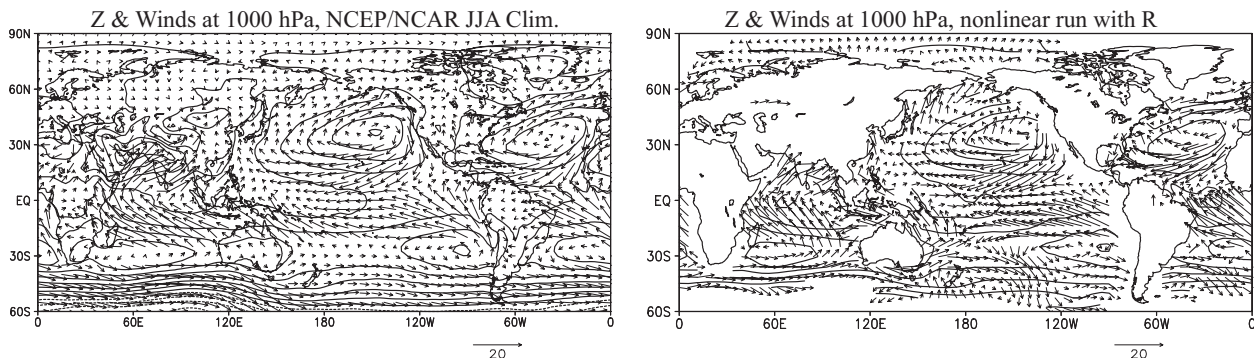 Z & Winds at 1000 hPa, NCEP/NCAR JJA Clim.
90N
60N
30N
EQ
30S
60S
0 60E 120E 180 120W 60W 0
20
Z & Winds at 1000 hPa, nonlinear run with R
90N
60N
30N
EQ
30S
60S
0 60E 120E 180 120W 60W 0
20